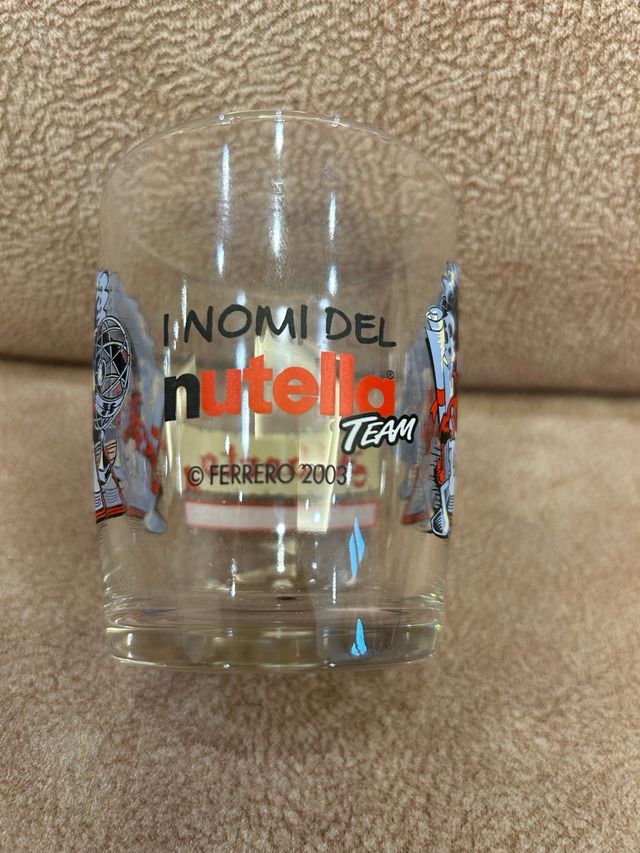 I NOMI DEL
nutella®
TEAM
© FERRERO 2003